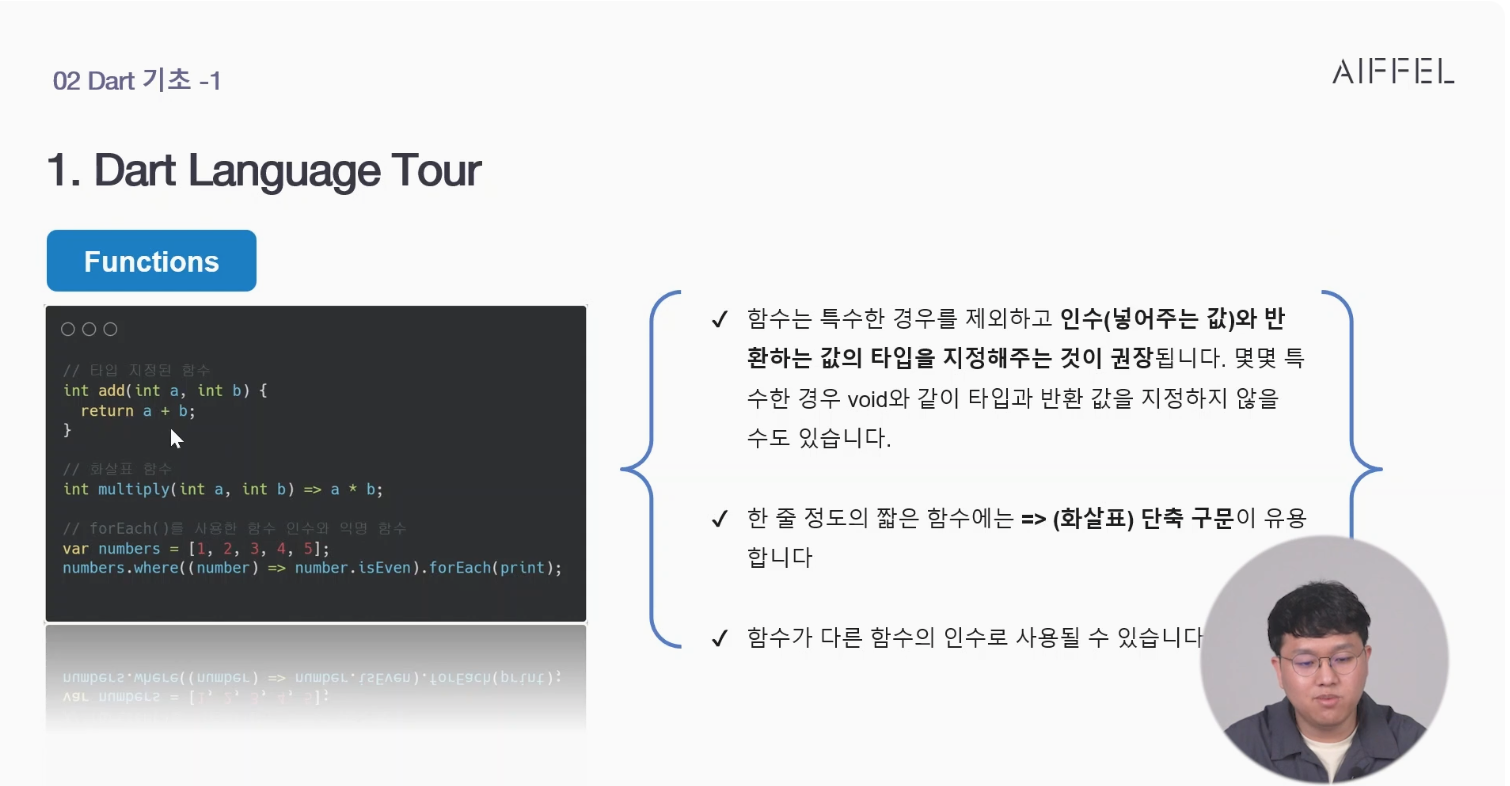 02 Dart 기초 -1
AIFFEL
1. Dart Language Tour
Functions
// 타입 지정된 함수
int add(int a, int b) {
return a + b;
}
// 화살표 함수
int multiply(int a, int b) => a * b;
// forEach()를 사용한 함수 인수와 익명 함수
var numbers = [1, 2, 3, 4, 5];
numbers.where((number) => number.isEven).forEach(print);
✓ 함수는 특수한 경우를 제외하고 인수(넣어주는 값)와 반
환하는 값의 타입을 지정해주는 것이 권장됩니다. 몇몇 특
수한 경우 void와 같이 타입과 반환 값을 지정하지 않을
수도 있습니다.
✓ 한 줄 정도의 짧은 함수에는 => (화살표) 단축 구문이 유용
합니다
✓ 함수가 다른 함수의 인수로 사용될 수 있습니다